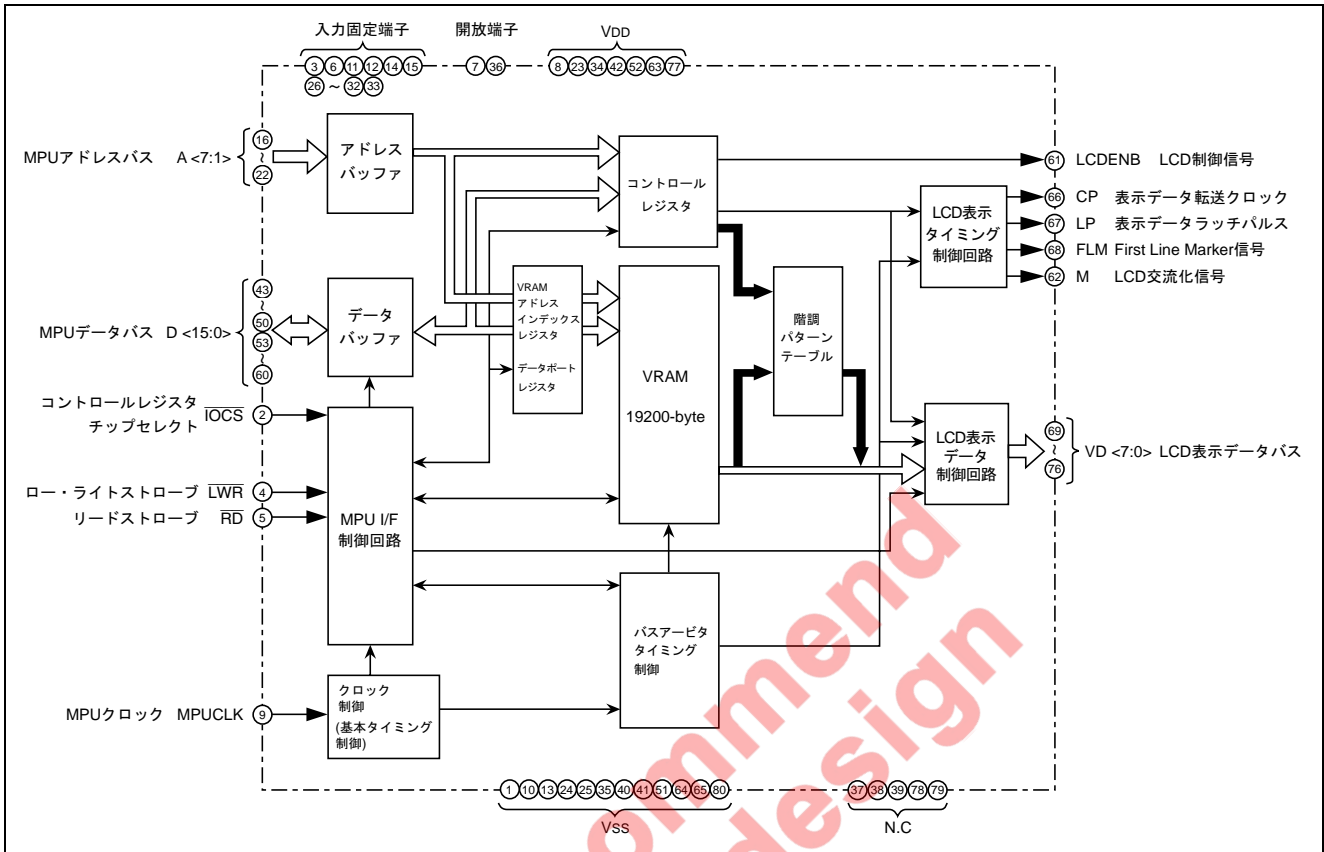 入力固定端子 開放端子 VDD
3 6 11 12 14 15 7 36 8 23 34 42 52 63 77
26 ~ 32 33
MPUアドレスバス A <7:1>
16
~
22
アドレス
バッファ
コントロール
レジスタ
61 LCDENB LCD制御信号
LCD表示
タイミング
制御回路
66 CP 表示データ転送クロック
67 LP 表示データラッチパルス
68 FLM First Line Marker信号
62 M LCD交流化信号
MPUデータバス D <15:0>
43
~
50
53
~
60
データ
バッファ
VRAM
アドレス
インデックス
レジスタ
データポート
レジスタ
VRAM
19200-byte
階調
パターン
テーブル
コントロールレジスタ
チップセレクト IOCS 2
ロー・ライトストローブ LWR 4
リードストローブ RD 5
MPU I/F
制御回路
LCD表示
データ
制御回路
69
~
76
VD <7:0> LCD表示データバス
バスアービタ
タイミング
制御
MPUクロック MPUCLK 9
クロック
制御
(基本タイミング
制御)
1 10 13 24 25 35 40 41 51 64 65 80 37 38 39 78 79
VSS N.C
ommend
design